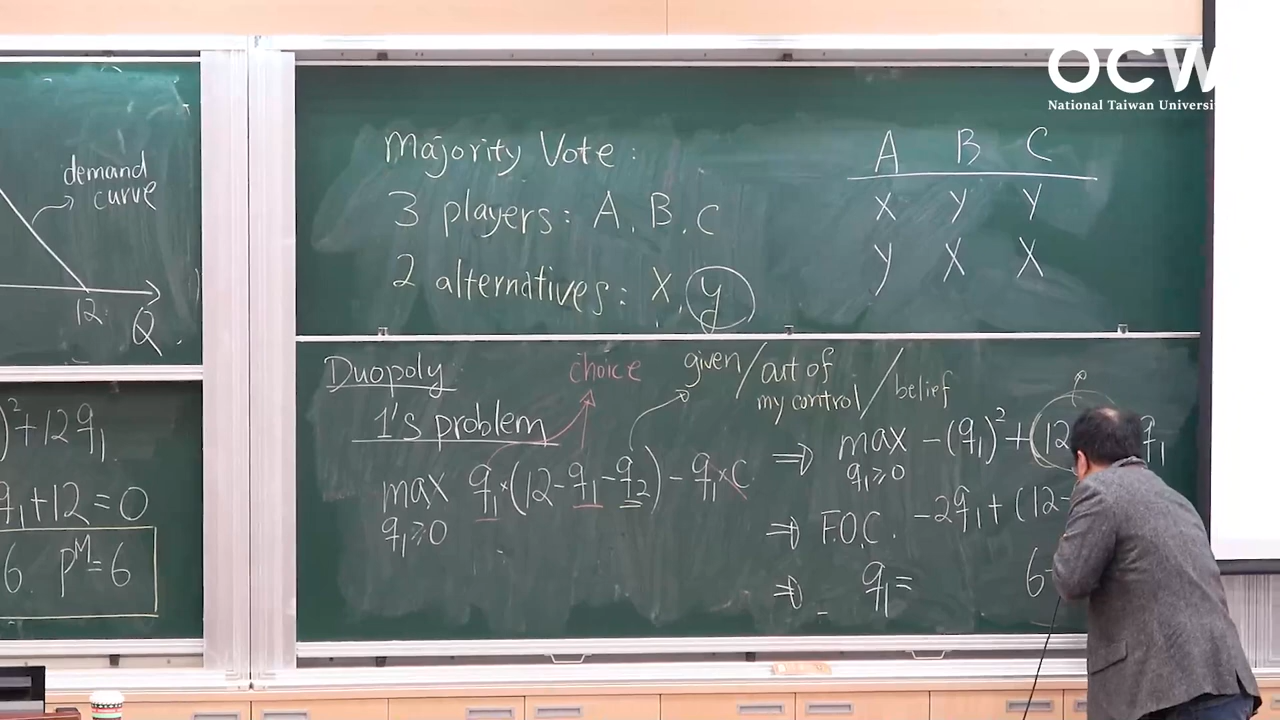 OCW
National Taiwan Universi
demand
curve
12
Q
)²+12q₁
q₁+12=0
6 pᴹ=6
Majority Vote:
3 players: A, B, C
2 alternatives: X, y
A B C
X Y Y
Y X X
Duopoly
1's problem
choice
given/out of my control/belief
max q₁×(12-q₁-q₂)-q₁×C
q₁≥0
⇒ max -(q₁)²+(12 q₁
q₁≥0
⇒ F.O.C. -2q₁+(12-
⇒ q₁= 6-